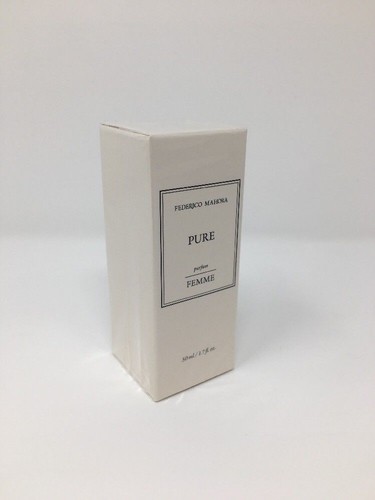 FEDERICO MAHORA
PURE
parfum
FEMME
50 ml / 1.7 fl. oz.